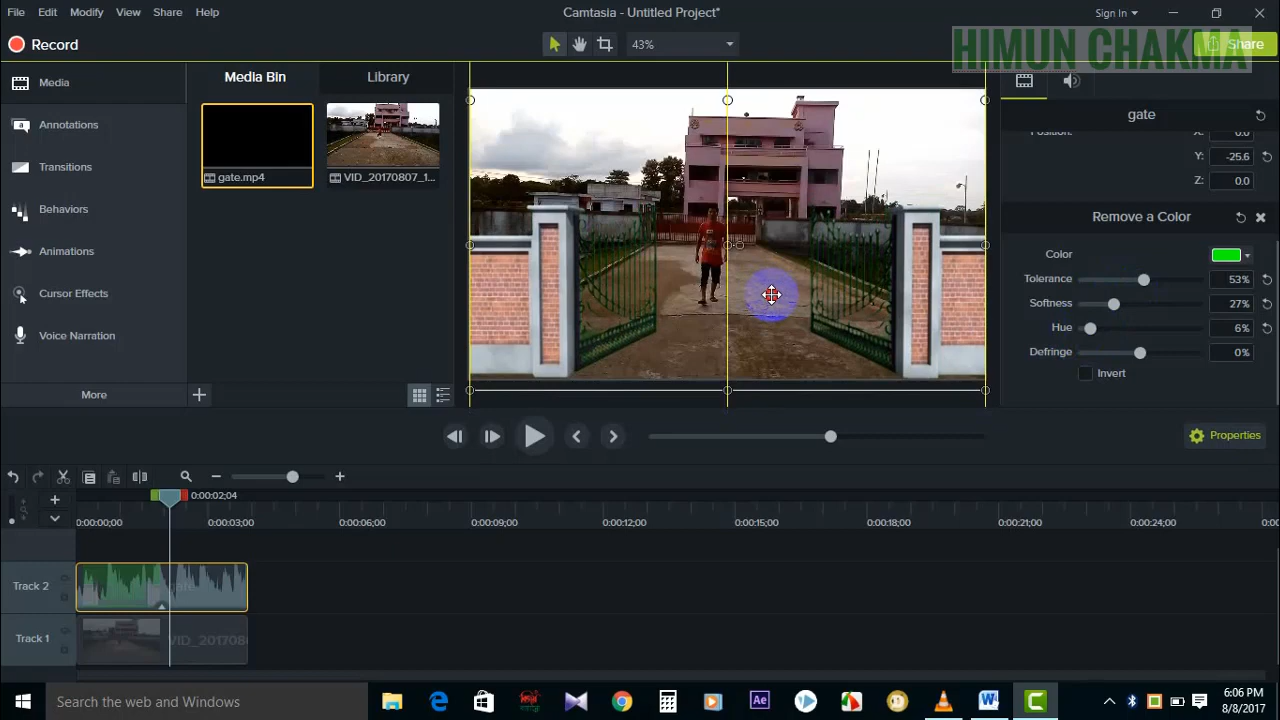 File Edit Modify View Share Help
Camtasia - Untitled Project*
Sign In
Record
43%
Share
HIMUN CHAKMA
Media
Annotations
Transitions
Behaviors
Animations
Cursor Effects
Voice Narration
More
Media Bin
Library
gate.mp4
VID_20170807_1...
gate
Position: X: 0.0
Y: -25.6
Z: 0.0
Remove a Color
Color
Tolerance 53%
Softness 27%
Hue 6%
Defringe 0%
Invert
Properties
0:00:02;04
0:00:00;00 0:00:03;00 0:00:06;00 0:00:09;00 0:00:12;00 0:00:15;00 0:00:18;00 0:00:21;00 0:00:24;00
Track 2
Track 1
VID_201708
Search the web and Windows
Ae
6:06 PM
8/8/2017